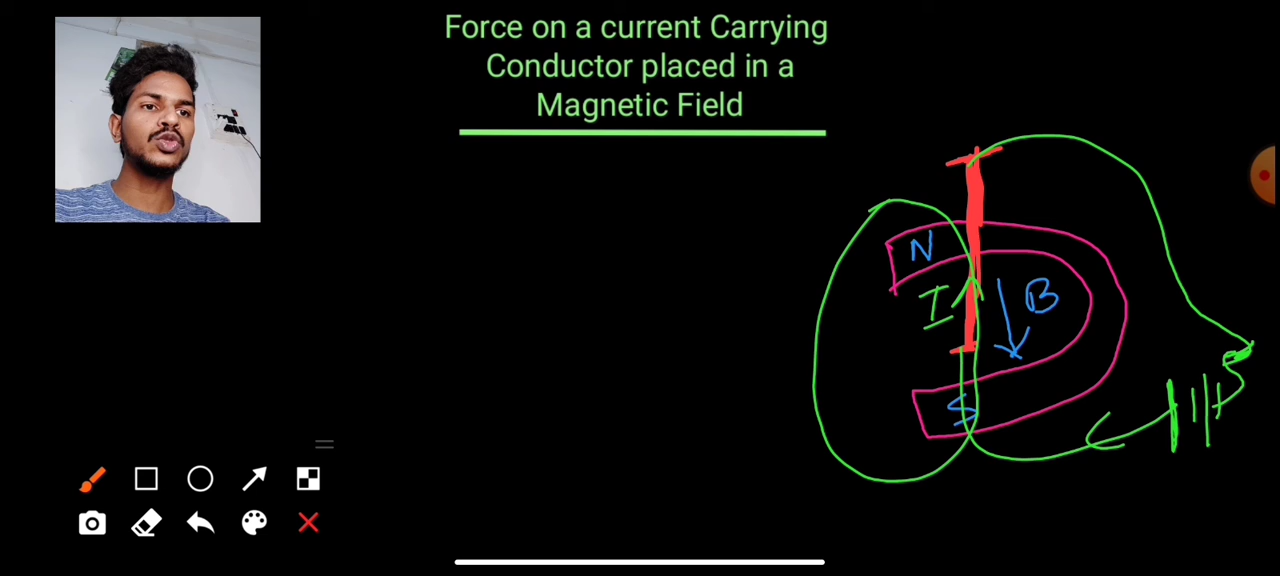 Force on a current Carrying
Conductor placed in a
Magnetic Field
N
I
B
S